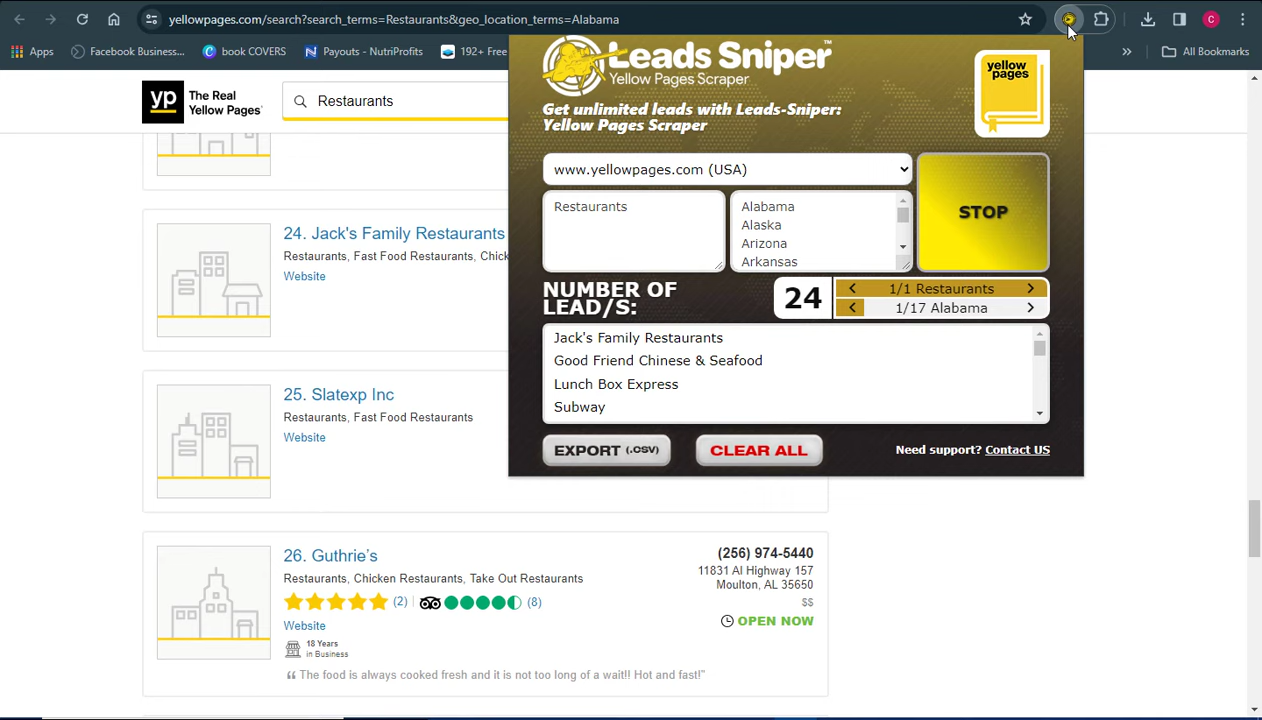 yellowpages.com/search?search_terms=Restaurants&geo_location_terms=Alabama
C
Apps
Facebook Business...
book COVERS
Payouts - NutriProfits
192+ Free
»
All Bookmarks
yp
The Real
Yellow Pages
Restaurants
Leads Sniper™
Yellow Pages Scraper
Get unlimited leads with Leads-Sniper:
Yellow Pages Scraper
yellow
pages
www.yellowpages.com (USA)
Restaurants
Alabama
Alaska
Arizona
Arkansas
STOP
NUMBER OF
LEAD/S:
24
1/1 Restaurants
1/17 Alabama
Jack's Family Restaurants
Good Friend Chinese & Seafood
Lunch Box Express
Subway
EXPORT (.CSV)
CLEAR ALL
Need support? Contact US
24. Jack's Family Restaurants
Restaurants, Fast Food Restaurants, Chick
Website
25. Slatexp Inc
Restaurants, Fast Food Restaurants
Website
26. Guthrie's
Restaurants, Chicken Restaurants, Take Out Restaurants
(2)
(8)
Website
18 Years
in Business
(256) 974-5440
11831 Al Highway 157
Moulton, AL 35650
$$
OPEN NOW
“ The food is always cooked fresh and it is not too long of a wait!! Hot and fast!"